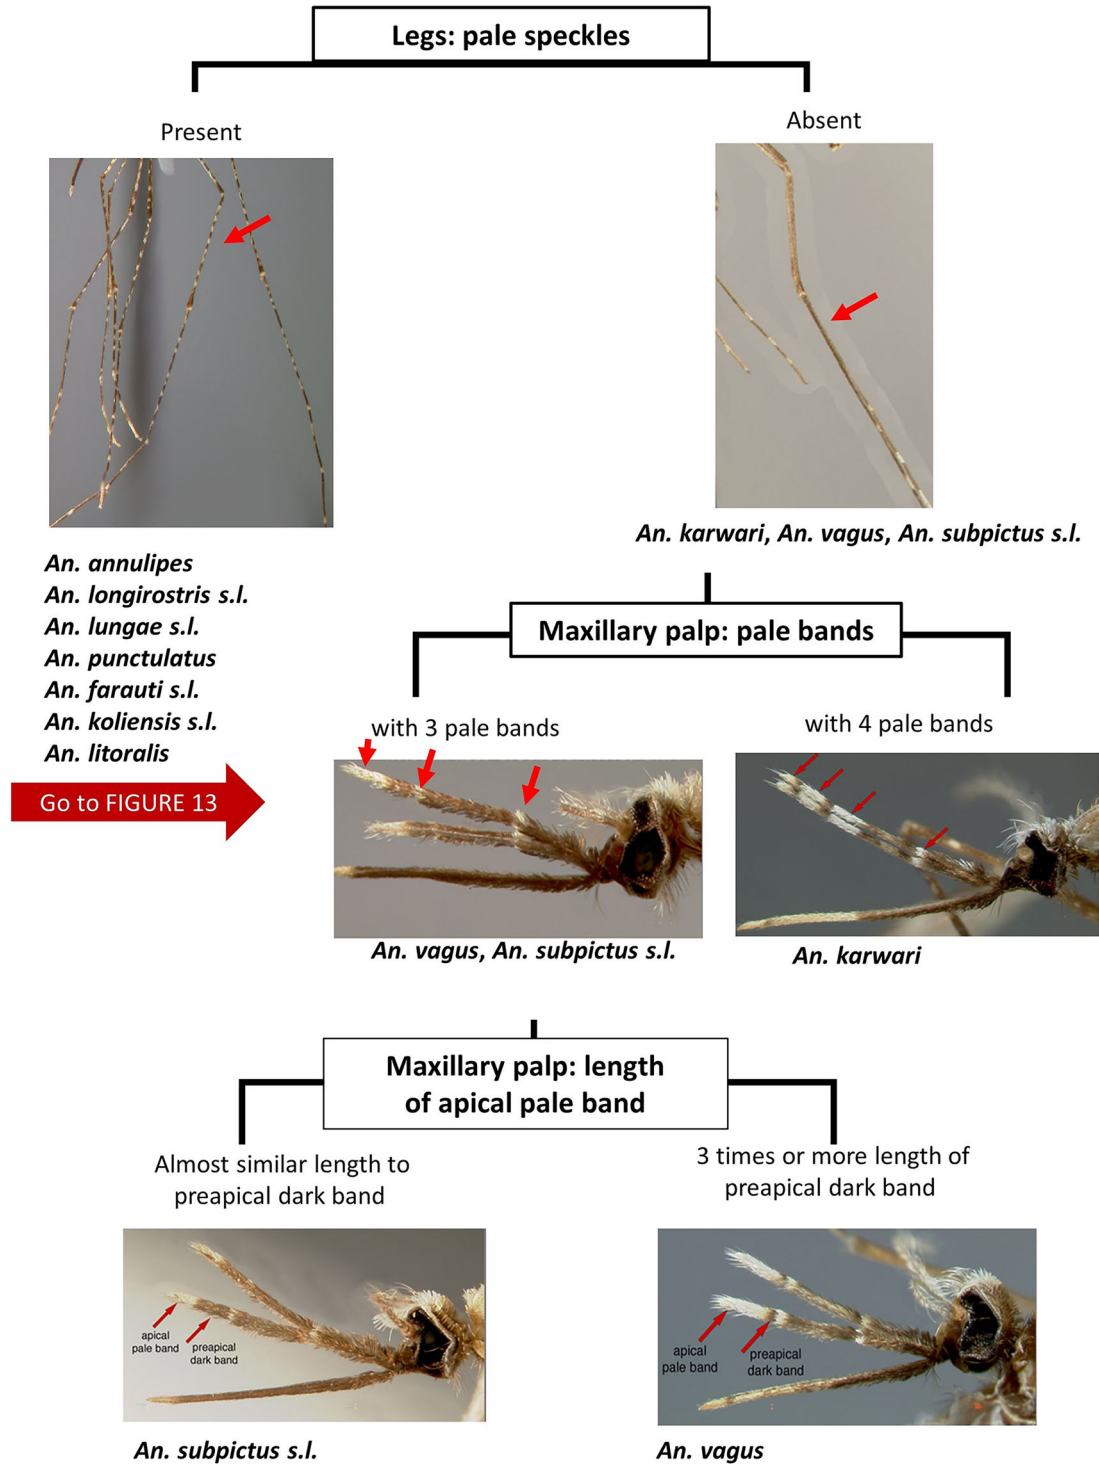 Legs: pale speckles
Present
Absent
An. annulipes
An. longirostris s.l.
An. lungae s.l.
An. punctulatus
An. farauti s.l.
An. koliensis s.l.
An. litoralis
Go to FIGURE 13
An. karwari, An. vagus, An. subpictus s.l.
Maxillary palp: pale bands
with 3 pale bands
with 4 pale bands
An. vagus, An. subpictus s.l.
An. karwari
Maxillary palp: length
of apical pale band
Almost similar length to
preapical dark band
3 times or more length of
preapical dark band
apical
pale band
preapical
dark band
apical
pale band
preapical
dark band
An. subpictus s.l.
An. vagus